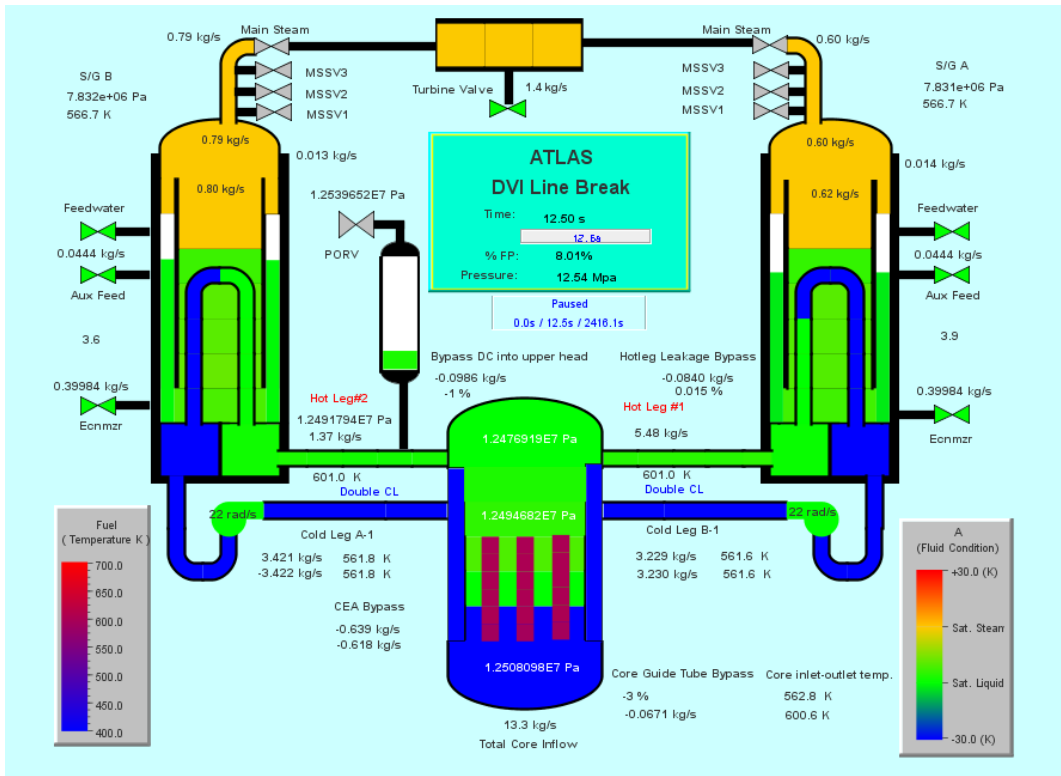 Main Steam
0.79 kg/s
Main Steam
0.60 kg/s
S/G B
7.832e+06 Pa
566.7 K
MSSV3
MSSV2
MSSV1
Turbine Valve
1.4 kg/s
MSSV3
MSSV2
MSSV1
S/G A
7.831e+06 Pa
566.7 K
0.79 kg/s
0.013 kg/s
0.80 kg/s
1.2539652E7 Pa
PORV
ATLAS
DVI Line Break
Time: 12.50 s
12.6s
% FP: 8.01%
Pressure: 12.54 Mpa
Paused
0.0s / 12.5s / 2416.1s
0.60 kg/s
0.014 kg/s
0.62 kg/s
Feedwater
0.0444 kg/s
Aux Feed
3.6
0.39984 kg/s
Ecnmzr
Feedwater
0.0444 kg/s
Aux Feed
3.9
0.39984 kg/s
Ecnmzr
Bypass DC into upper head
-0.0986 kg/s
-1 %
Hotleg Leakage Bypass
-0.0840 kg/s
0.015 %
Hot Leg#2
1.2491794E7 Pa
1.37 kg/s
601.0 K
Double CL
Hot Leg #1
5.48 kg/s
601.0 K
Double CL
1.2476919E7 Pa
1.2494682E7 Pa
1.2508098E7 Pa
22 rad/s
22 rad/s
Cold Leg A-1
3.421 kg/s 561.8 K
-3.422 kg/s 561.8 K
Cold Leg B-1
3.229 kg/s 561.6 K
3.230 kg/s 561.6 K
CEA Bypass
-0.639 kg/s
-0.618 kg/s
Core Guide Tube Bypass
-3 %
-0.0671 kg/s
Core inlet-outlet temp.
562.8 K
600.6 K
13.3 kg/s
Total Core Inflow
Fuel
( Temperature K )
700.0
650.0
600.0
550.0
500.0
450.0
400.0
A
(Fluid Condition)
+30.0 (K)
Sat. Steam
Sat. Liquid
-30.0 (K)